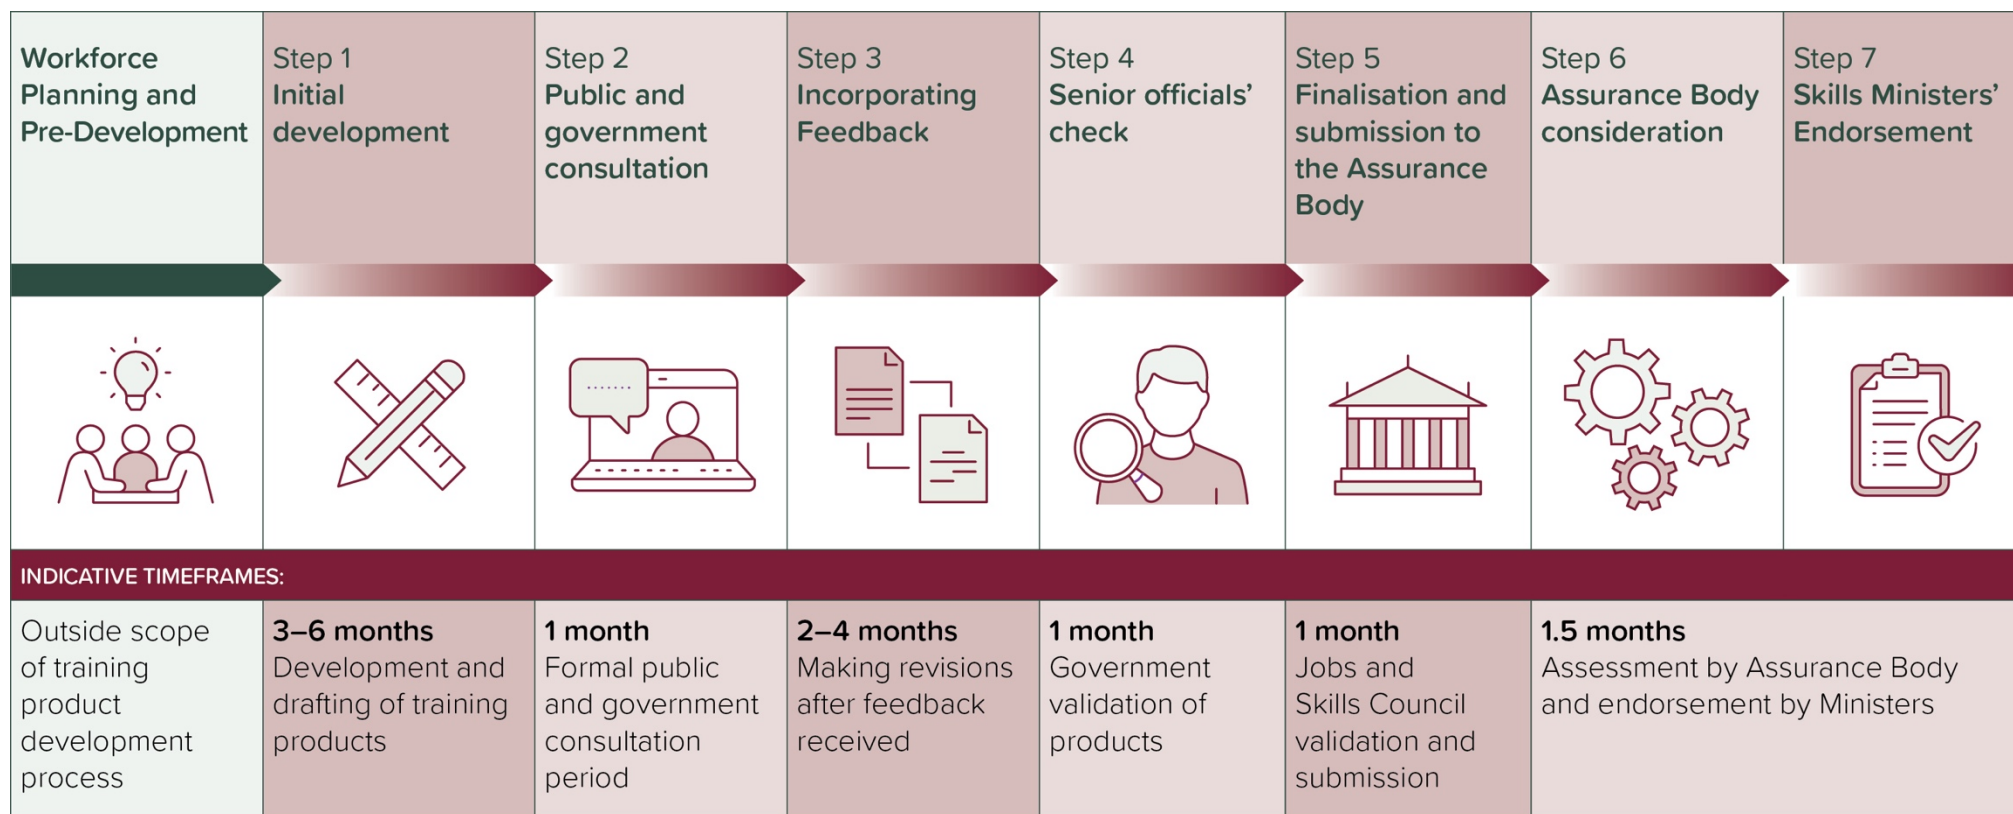 Workforce
Planning and
Pre-Development
Step 1
Initial
development
Step 2
Public and
government
consultation
Step 3
Incorporating
Feedback
Step 4
Senior officials’
check
Step 5
Finalisation and
submission to
the Assurance
Body
Step 6
Assurance Body
consideration
Step 7
Skills Ministers’
Endorsement
INDICATIVE TIMEFRAMES:
Outside scope
of training
product
development
process
3–6 months
Development and
drafting of training
products
1 month
Formal public
and government
consultation
period
2–4 months
Making revisions
after feedback
received
1 month
Government
validation of
products
1 month
Jobs and
Skills Council
validation and
submission
1.5 months
Assessment by Assurance Body
and endorsement by Ministers